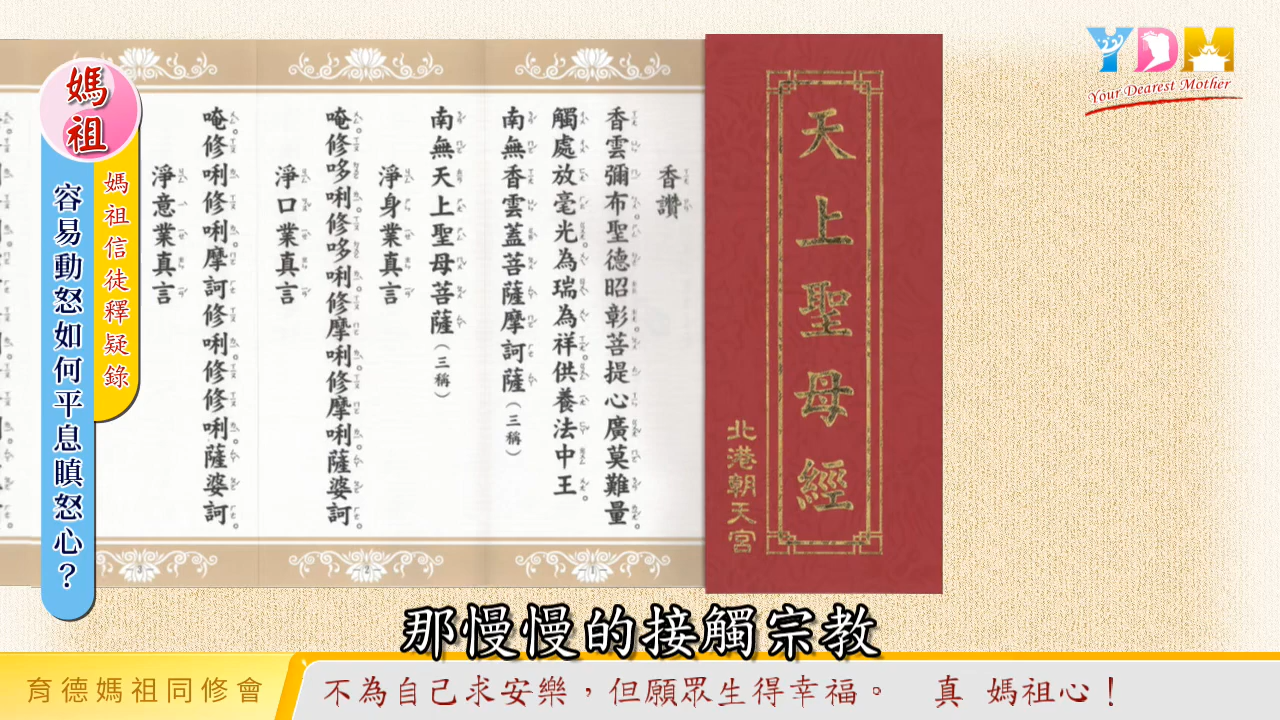 YDM
Your Dearest Mother
媽祖
媽祖信徒釋疑錄
容易動怒如何平息瞋怒心？
天上聖母經
北港朝天宮
香讚
香雲彌布聖德昭彰菩提心廣莫難量。
觸處放毫光。為瑞為祥。供養法中王。
南無香雲蓋菩薩摩訶薩（三稱）
南無天上聖母菩薩（三稱）
淨身業真言
唵修哆唎。修哆唎。修摩唎。修摩唎。薩婆訶。
淨口業真言
唵。修唎修唎。摩訶修唎。修修唎。薩婆訶。
淨意業真言
那慢慢的接觸宗教
育德媽祖同修會
不為自己求安樂，但願眾生得幸福。 真 媽祖心！